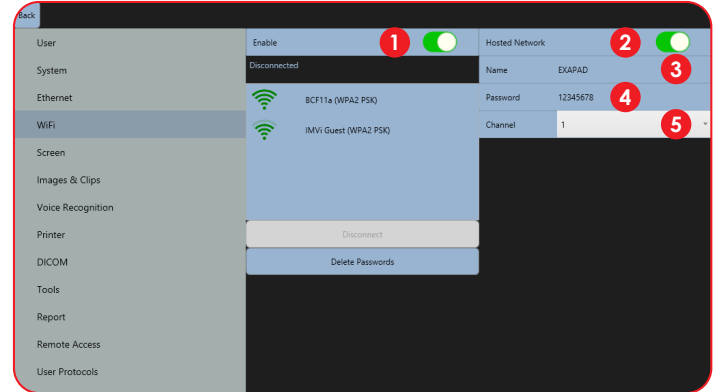 Back
User
System
Ethernet
WiFi
Screen
Images & Clips
Voice Recognition
Printer
DICOM
Tools
Report
Remote Access
User Protocols
Enable 1
Disconnected
BCF11a (WPA2 PSK)
IMVi Guest (WPA2 PSK)
Disconnect
Delete Passwords
Hosted Network 2
Name EXAPAD 3
Password 12345678 4
Channel 1 5